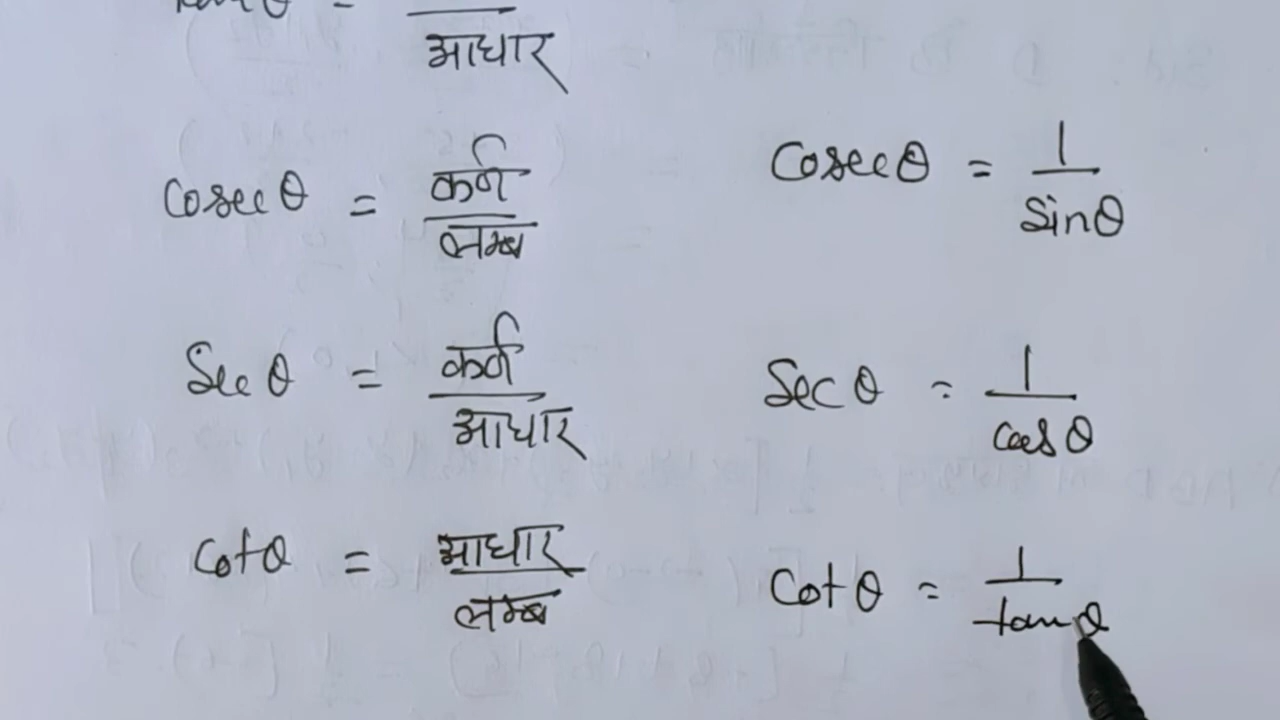 tanθ = ――
आधार
Cosecθ = कर्ण / लम्ब
Cosecθ = 1 / Sinθ
Secθ = कर्ण / आधार
Secθ = 1 / cosθ
Cotθ = आधार / लम्ब
Cotθ = 1 / tanθ